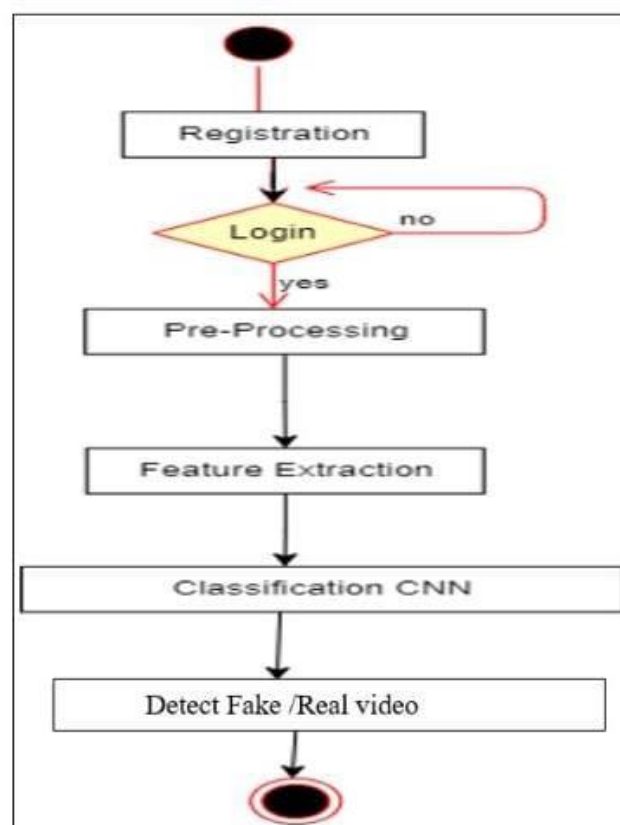 Registration
Login
no
yes
Pre-Processing
Feature Extraction
Classification CNN
Detect Fake /Real video